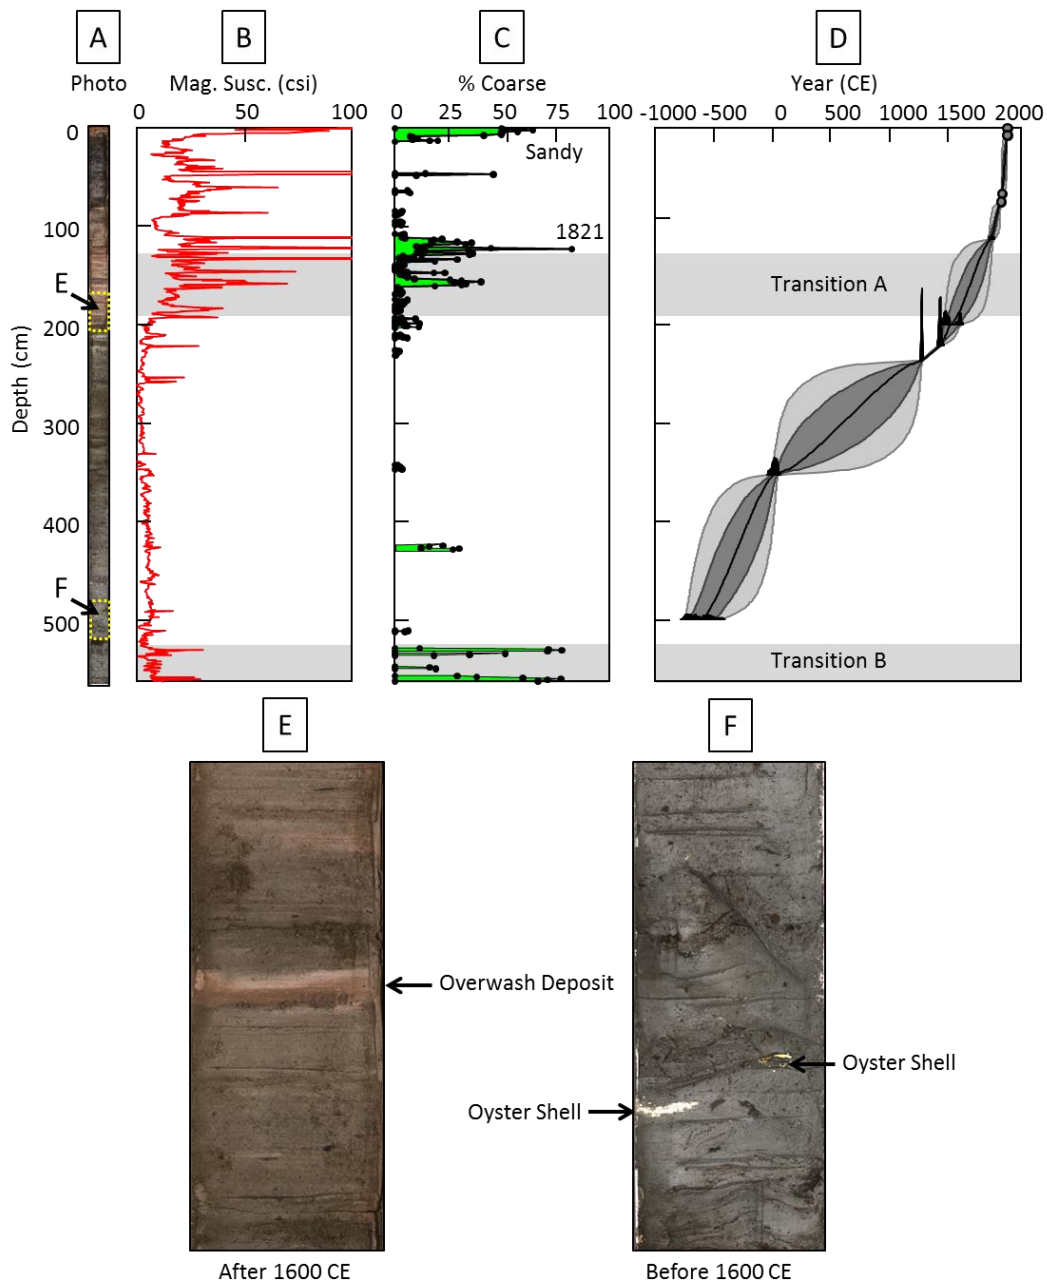 A B C D
Photo Mag. Susc. (csi) % Coarse Year (CE)
0 50 100 0 25 50 75 100 -1000 -500 0 500 1000 1500 2000
0
Sandy
100
1821
E
Transition A
200
Depth (cm)
300
400
F
500
Transition B
E F
Overwash Deposit
Oyster Shell
Oyster Shell
After 1600 CE Before 1600 CE